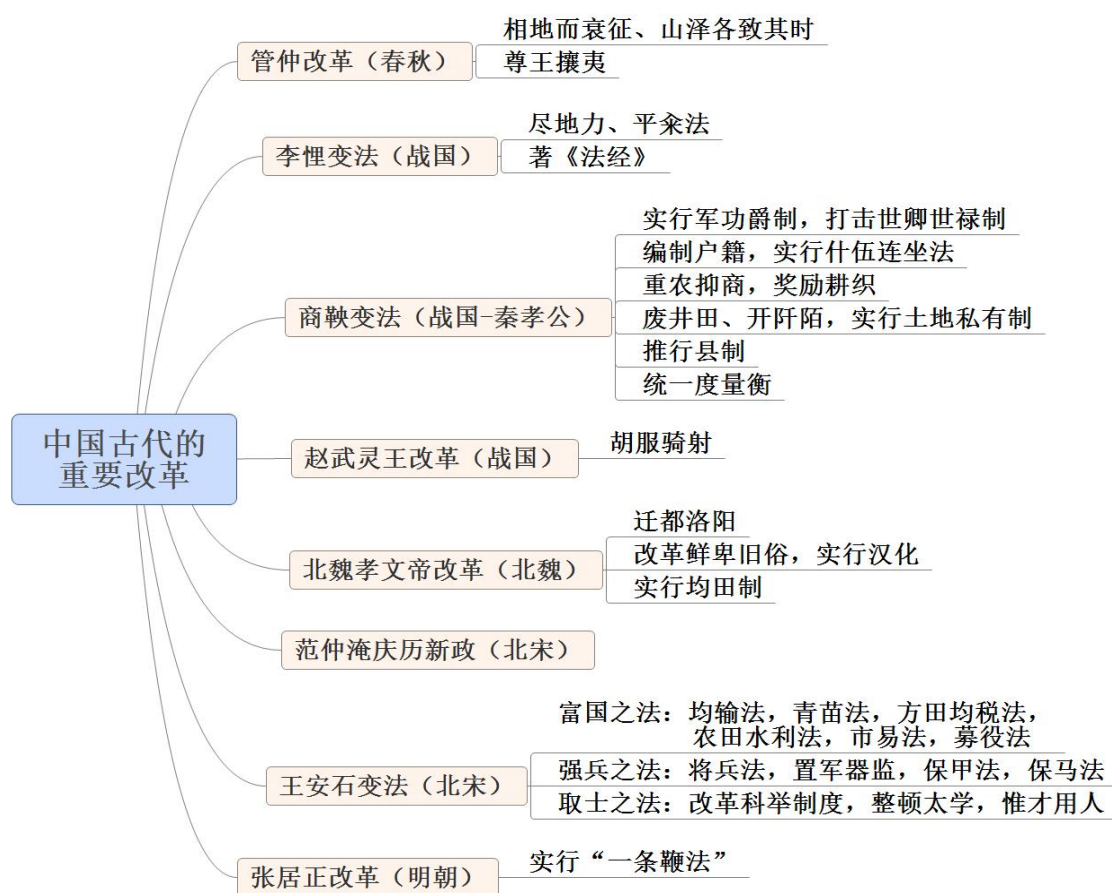 中国古代的
重要改革
管仲改革（春秋）
相地而衰征、山泽各致其时
尊王攘夷
李悝变法（战国）
尽地力、平籴法
著《法经》
商鞅变法（战国-秦孝公）
实行军功爵制，打击世卿世禄制
编制户籍，实行什伍连坐法
重农抑商，奖励耕织
废井田、开阡陌，实行土地私有制
推行县制
统一度量衡
赵武灵王改革（战国）
胡服骑射
北魏孝文帝改革（北魏）
迁都洛阳
改革鲜卑旧俗，实行汉化
实行均田制
范仲淹庆历新政（北宋）
王安石变法（北宋）
富国之法：均输法，青苗法，方田均税法，
农田水利法，市易法，募役法
强兵之法：将兵法，置军器监，保甲法，保马法
取士之法：改革科举制度，整顿太学，惟才用人
张居正改革（明朝）
实行“一条鞭法”